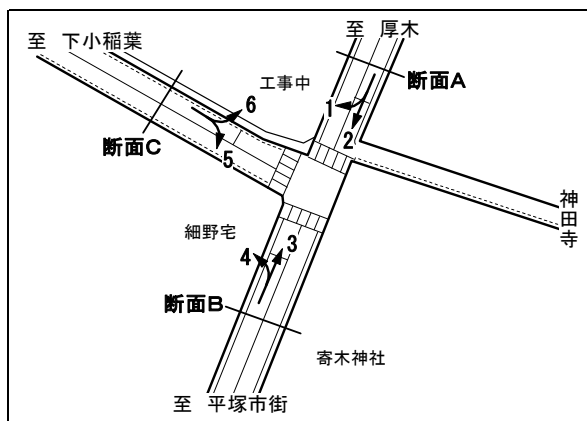 至 下小稲葉
至 厚木
工事中
断面A
1
6
2
断面C
5
神田寺
細野宅
3
4
断面B
寄木神社
至 平塚市街